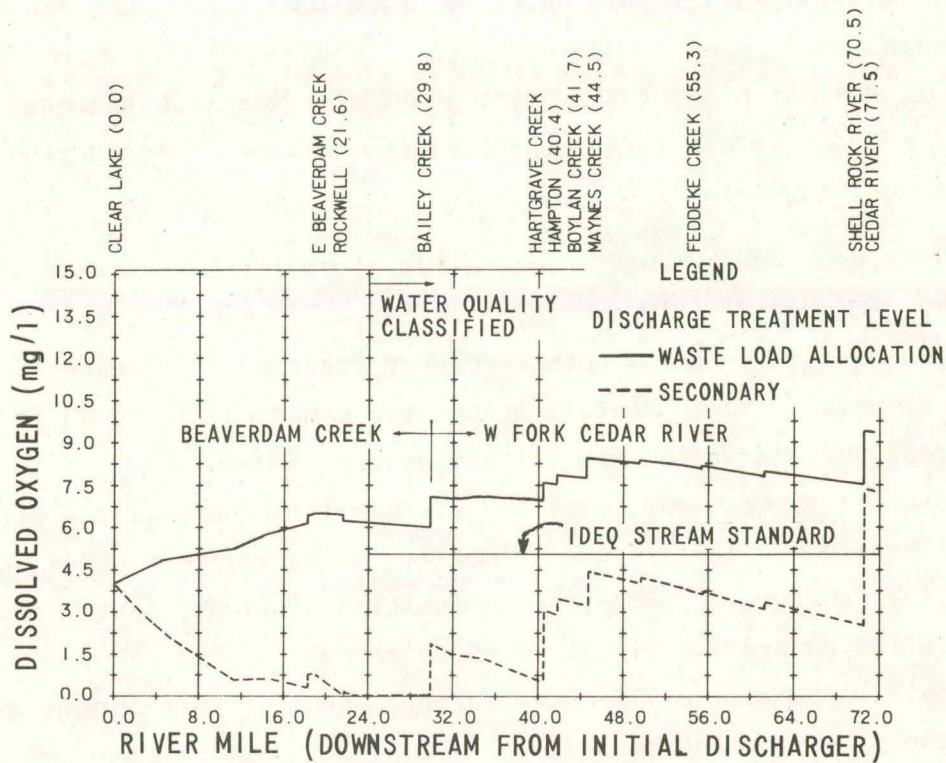 CLEAR LAKE (0.0)
E BEAVERDAM CREEK
ROCKWELL (21.6)
BAILEY CREEK (29.8)
HARTGRAVE CREEK
HAMPTON (40.4)
BOYLAN CREEK (41.7)
MAYNES CREEK (44.5)
FEDDEKE CREEK (55.3)
SHELL ROCK RIVER (70.5)
CEDAR RIVER (71.5)
DISSOLVED OXYGEN (mg/l)
15.0
13.5
12.0
10.5
9.0
7.5
6.0
4.5
3.0
1.5
0.0
WATER QUALITY
CLASSIFIED
LEGEND
DISCHARGE TREATMENT LEVEL
WASTE LOAD ALLOCATION
SECONDARY
BEAVERDAM CREEK
W FORK CEDAR RIVER
IDEQ STREAM STANDARD
0.0 8.0 16.0 24.0 32.0 40.0 48.0 56.0 64.0 72.0
RIVER MILE (DOWNSTREAM FROM INITIAL DISCHARGER)